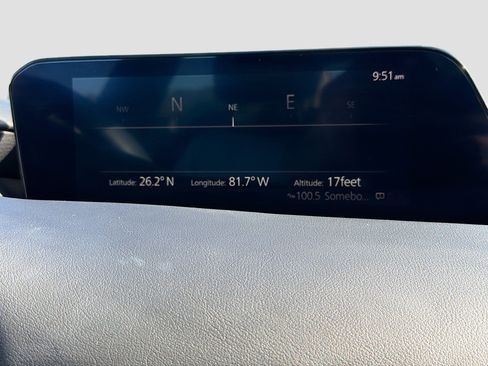 9:51am
NW N NE E SE
Latitude: 26.2° N Longitude: 81.7° W Altitude: 17feet
100.5 Somebo...